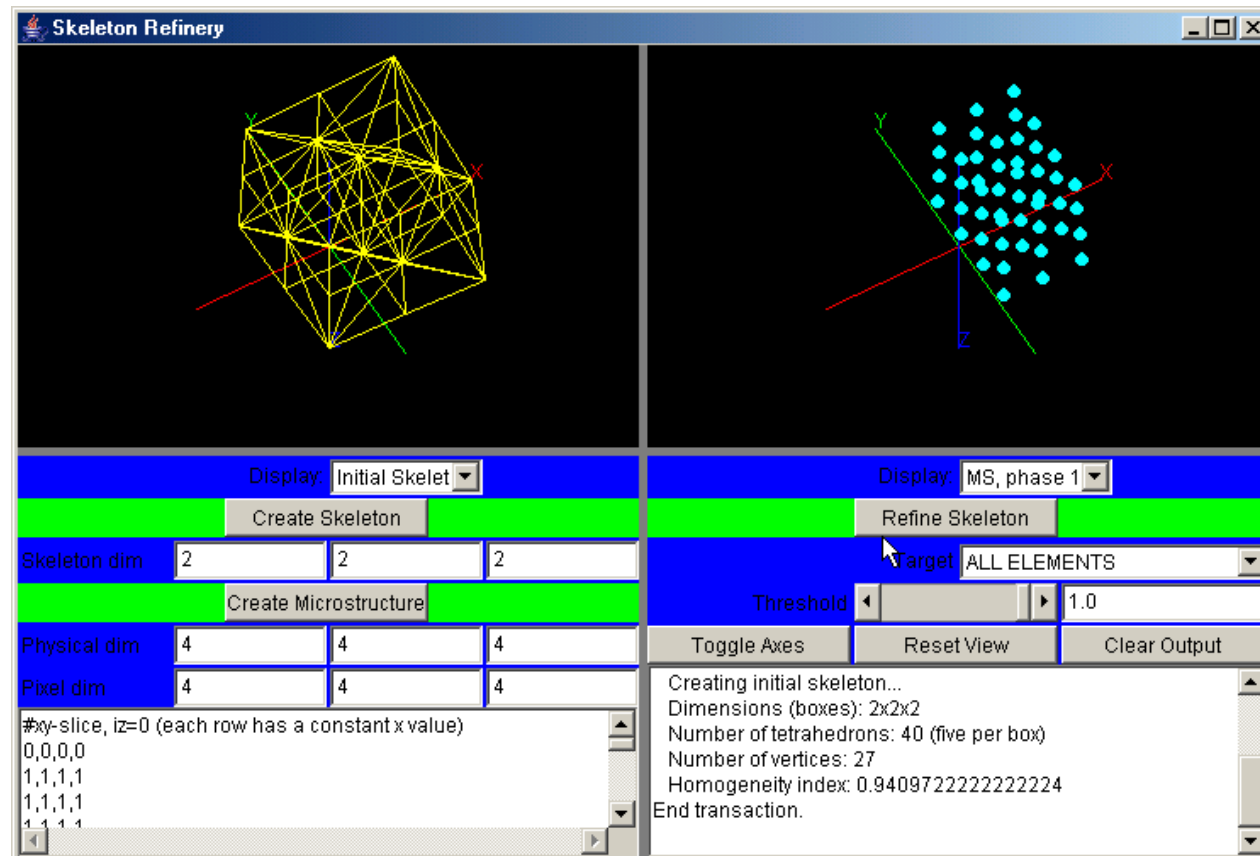 Skeleton Refinery
Y
X
Y
X
Z
Display: Initial Skelet
Create Skeleton
Skeleton dim 2 2 2
Create Microstructure
Physical dim 4 4 4
Pixel dim 4 4 4
#xy-slice, iz=0 (each row has a constant x value)
0,0,0,0
1,1,1,1
1,1,1,1
1,1,1,1
Display: MS, phase 1
Refine Skeleton
Target ALL ELEMENTS
Threshold 1.0
Toggle Axes Reset View Clear Output
Creating initial skeleton...
Dimensions (boxes): 2x2x2
Number of tetrahedrons: 40 (five per box)
Number of vertices: 27
Homogeneity index: 0.9409722222222224
End transaction.